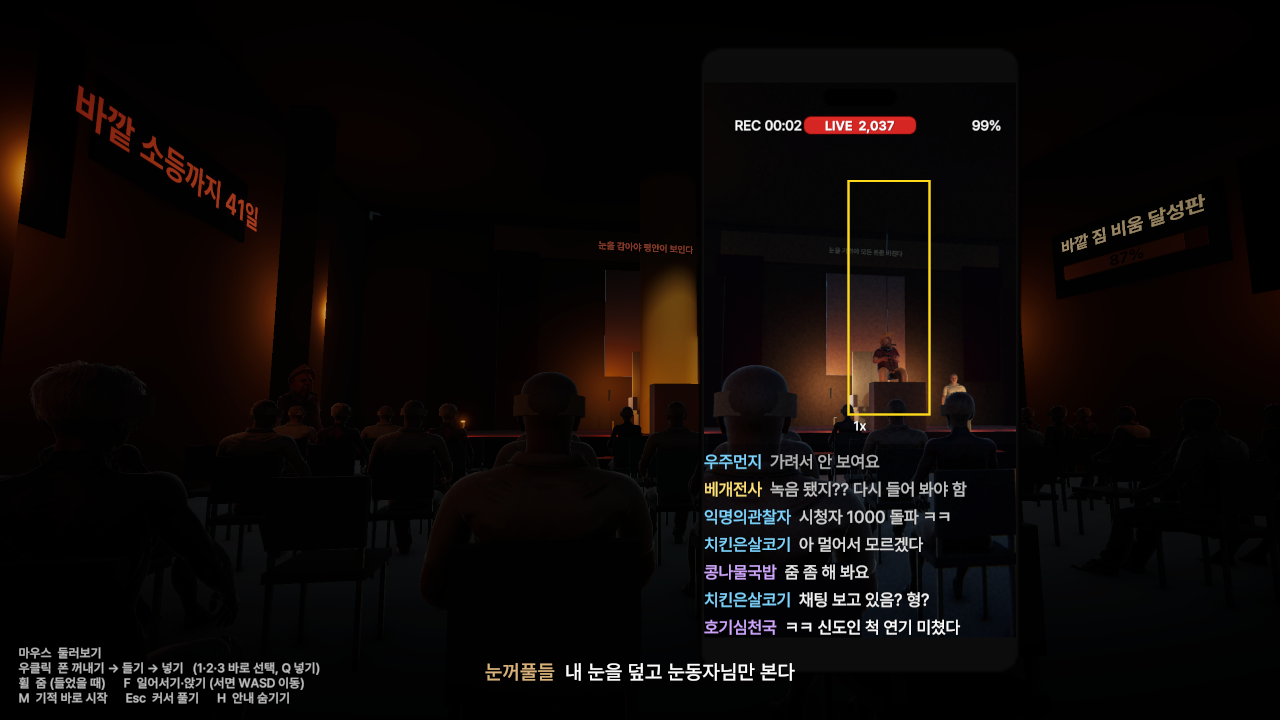 바깥 소등까지 41일
눈을 감아야 평안이 보인다
바깥 짐 비움 달성판
87%
REC 00:02
LIVE 2,037
99%
1x
우주먼지 가려서 안 보여요
베개전사 녹음 됐지?? 다시 들어 봐야 함
익명의관찰자 시청자 1000 돌파 ㅋㅋ
치킨은살코기 아 멀어서 모르겠다
콩나물국밥 줌 좀 해 봐요
치킨은살코기 채팅 보고 있음? 형?
호기심천국 ㅋㅋ 신도인 척 연기 미쳤다
눈꺼풀들 내 눈을 덮고 눈동자님만 본다
마우스 둘러보기
우클릭 폰 꺼내기 → 들기 → 넣기 (1·2·3 바로 선택, Q 넣기)
휠 줌 (들었을 때) F 일어서기·앉기 (서면 WASD 이동)
M 기적 바로 시작 Esc 커서 풀기 H 안내 숨기기